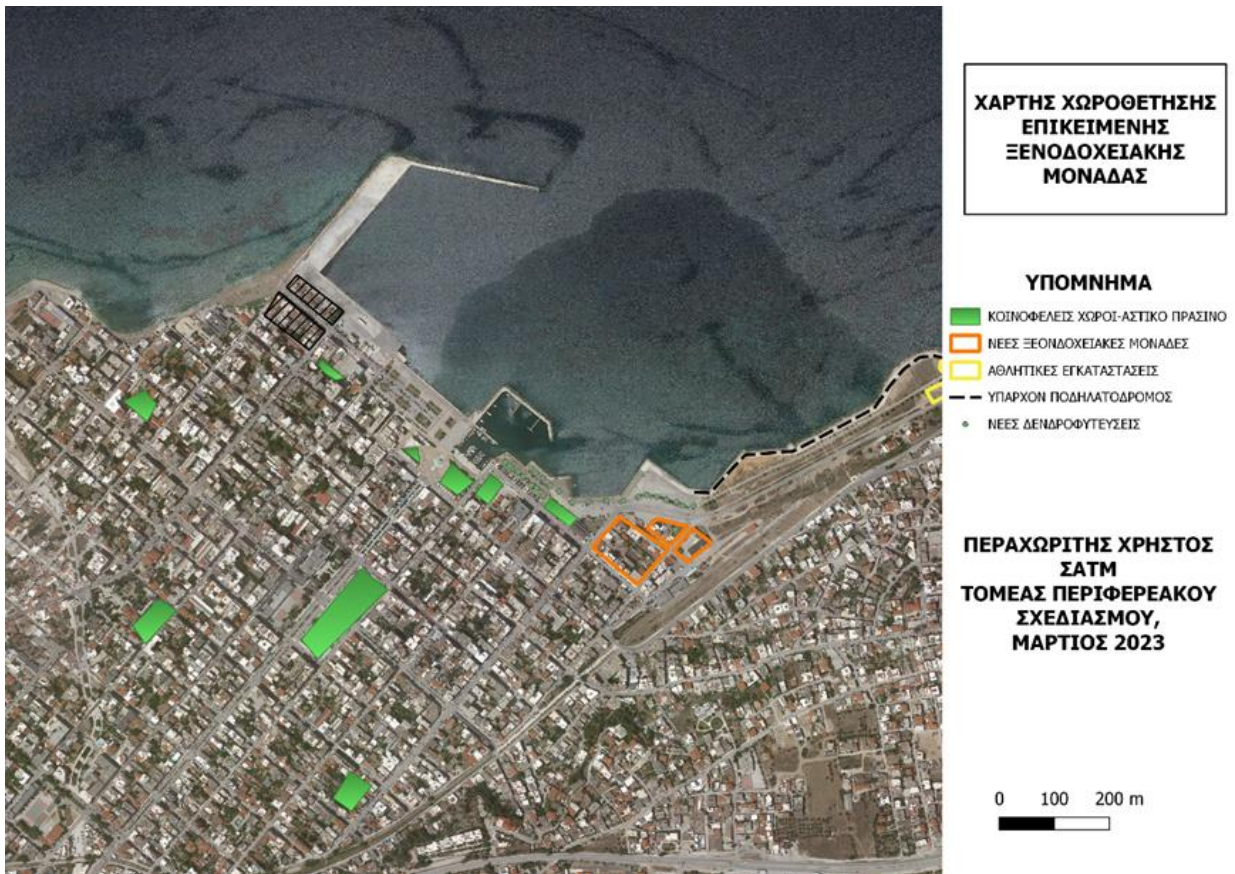 ΧΑΡΤΗΣ ΧΩΡΟΘΕΤΗΣΗΣ
ΕΠΙΚΕΙΜΕΝΗΣ
ΞΕΝΟΔΟΧΕΙΑΚΗΣ
ΜΟΝΑΔΑΣ
ΥΠΟΜΝΗΜΑ
ΚΟΙΝΟΦΕΛΕΙΣ ΧΩΡΟΙ-ΑΣΤΙΚΟ ΠΡΑΣΙΝΟ
ΝΕΕΣ ΞΕΟΝΔΟΧΕΙΑΚΕΣ ΜΟΝΑΔΕΣ
ΑΘΛΗΤΙΚΕΣ ΕΓΚΑΤΑΣΤΑΣΕΙΣ
ΥΠΑΡΧΟΝ ΠΟΔΗΛΑΤΟΔΡΟΜΟΣ
ΝΕΕΣ ΔΕΝΔΡΟΦΥΤΕΥΣΕΙΣ
ΠΕΡΑΧΩΡΙΤΗΣ ΧΡΗΣΤΟΣ
ΣΑΤΜ
ΤΟΜΕΑΣ ΠΕΡΙΦΕΡΕΑΚΟΥ
ΣΧΕΔΙΑΣΜΟΥ,
ΜΑΡΤΙΟΣ 2023
0 100 200 m